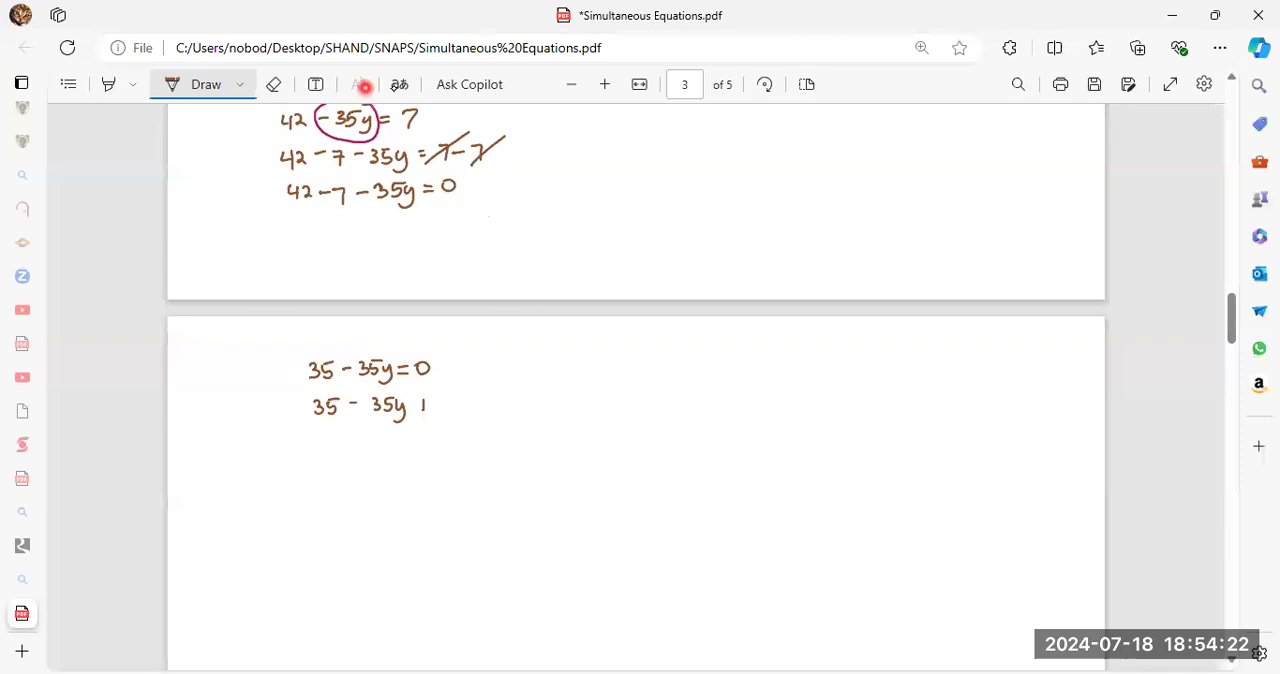 *Simultaneous Equations.pdf
File C:/Users/nobod/Desktop/SHAND/SNAPS/Simultaneous%20Equations.pdf
Draw Ask Copilot 3 of 5
42 - 35y = 7
42 - 7 - 35y = 7 - 7
42 - 7 - 35y = 0
35 - 35y = 0
35 - 35y
2024-07-18 18:54:22